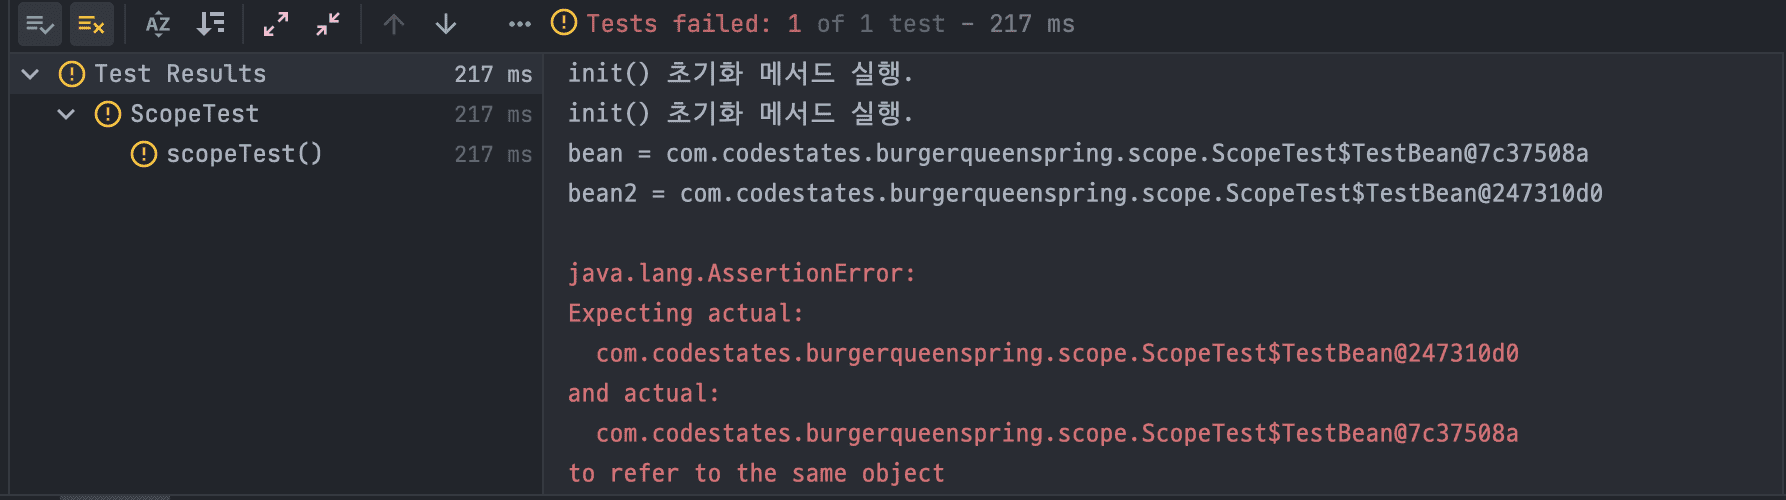 Tests failed: 1 of 1 test – 217 ms
Test Results 217 ms
ScopeTest 217 ms
scopeTest() 217 ms
init() 초기화 메서드 실행.
init() 초기화 메서드 실행.
bean = com.codestates.burgerqueenspring.scope.ScopeTest$TestBean@7c37508a
bean2 = com.codestates.burgerqueenspring.scope.ScopeTest$TestBean@247310d0
java.lang.AssertionError:
Expecting actual:
com.codestates.burgerqueenspring.scope.ScopeTest$TestBean@247310d0
and actual:
com.codestates.burgerqueenspring.scope.ScopeTest$TestBean@7c37508a
to refer to the same object